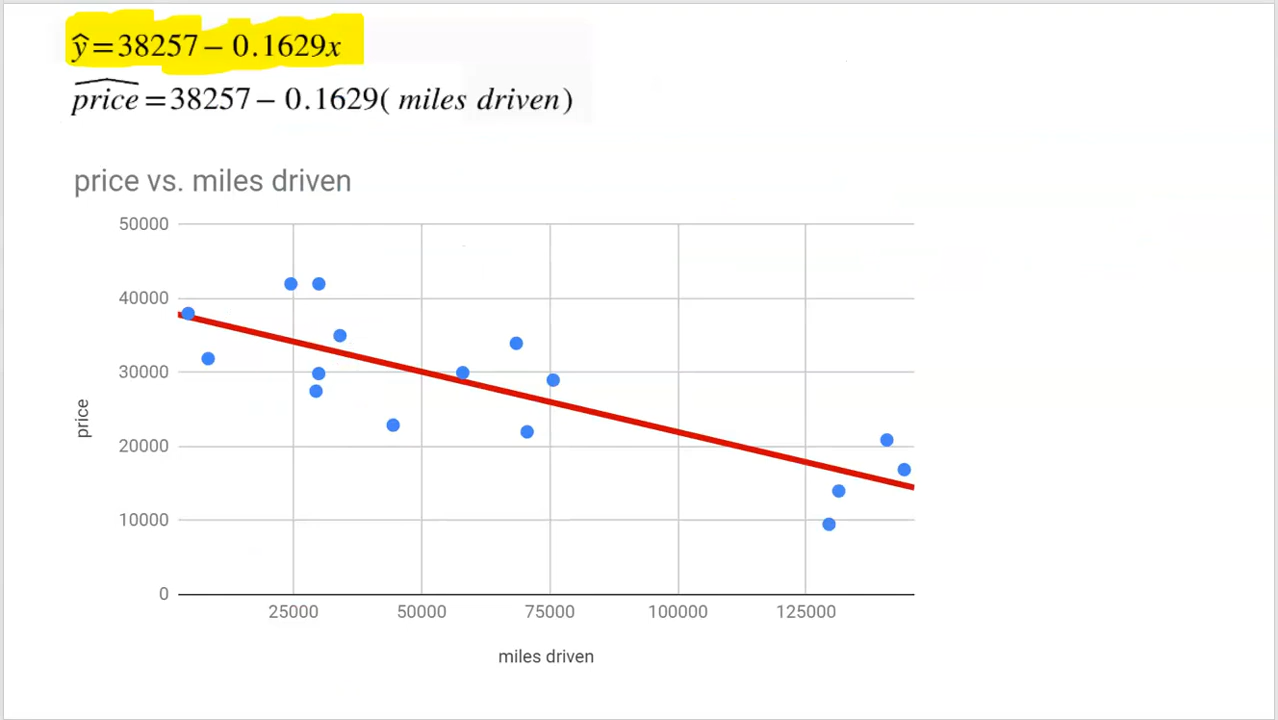 ŷ = 38257 − 0.1629x
price = 38257 − 0.1629( miles driven)
price vs. miles driven
50000
40000
30000
20000
10000
0
price
25000 50000 75000 100000 125000
miles driven